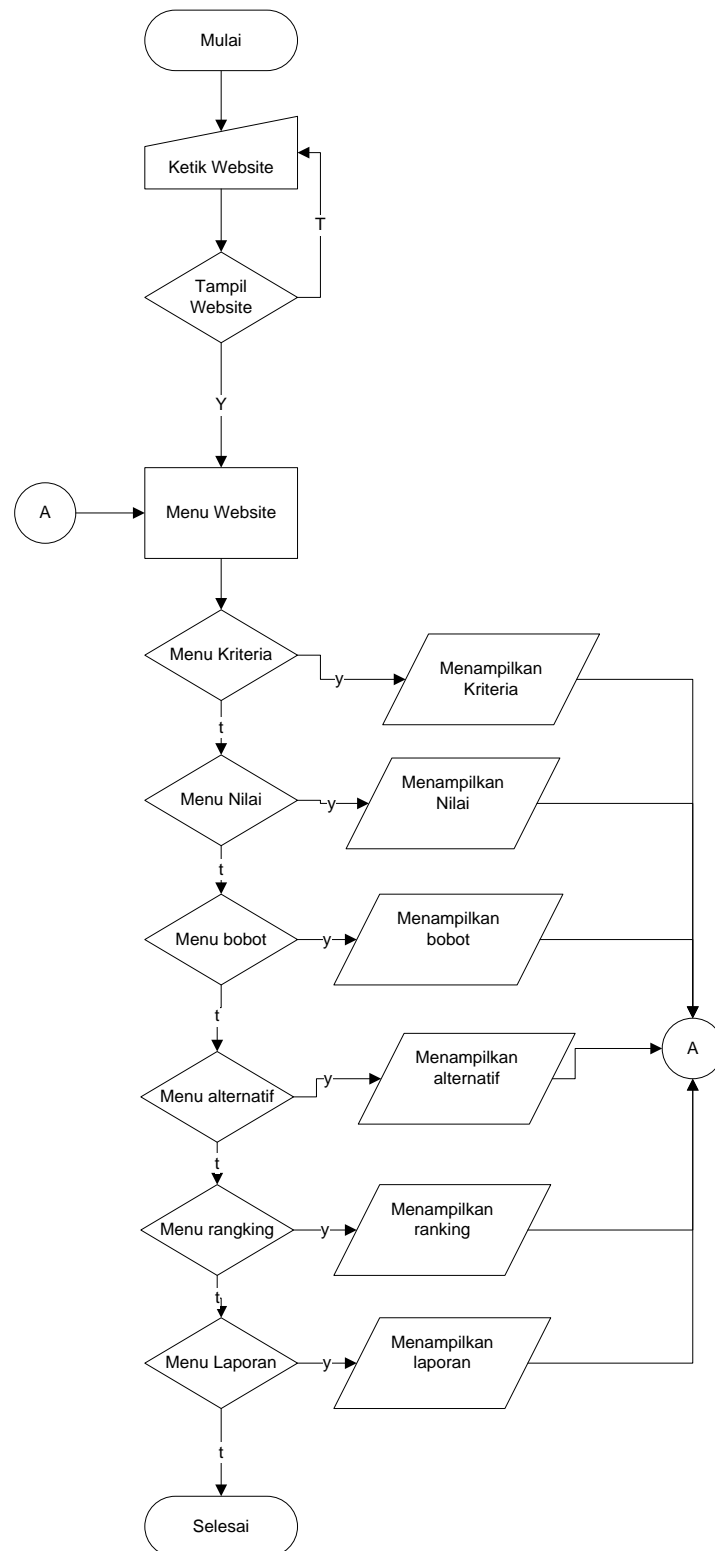 Mulai
Ketik Website
T
Tampil
Website
Y
A
Menu Website
Menu Kriteria
y
Menampilkan
Kriteria
t
Menu Nilai
y
Menampilkan
Nilai
t
Menu bobot
y
Menampilkan
bobot
t
A
Menu alternatif
y
Menampilkan
alternatif
t
Menu rangking
y
Menampilkan
ranking
t
Menu Laporan
y
Menampilkan
laporan
t
Selesai